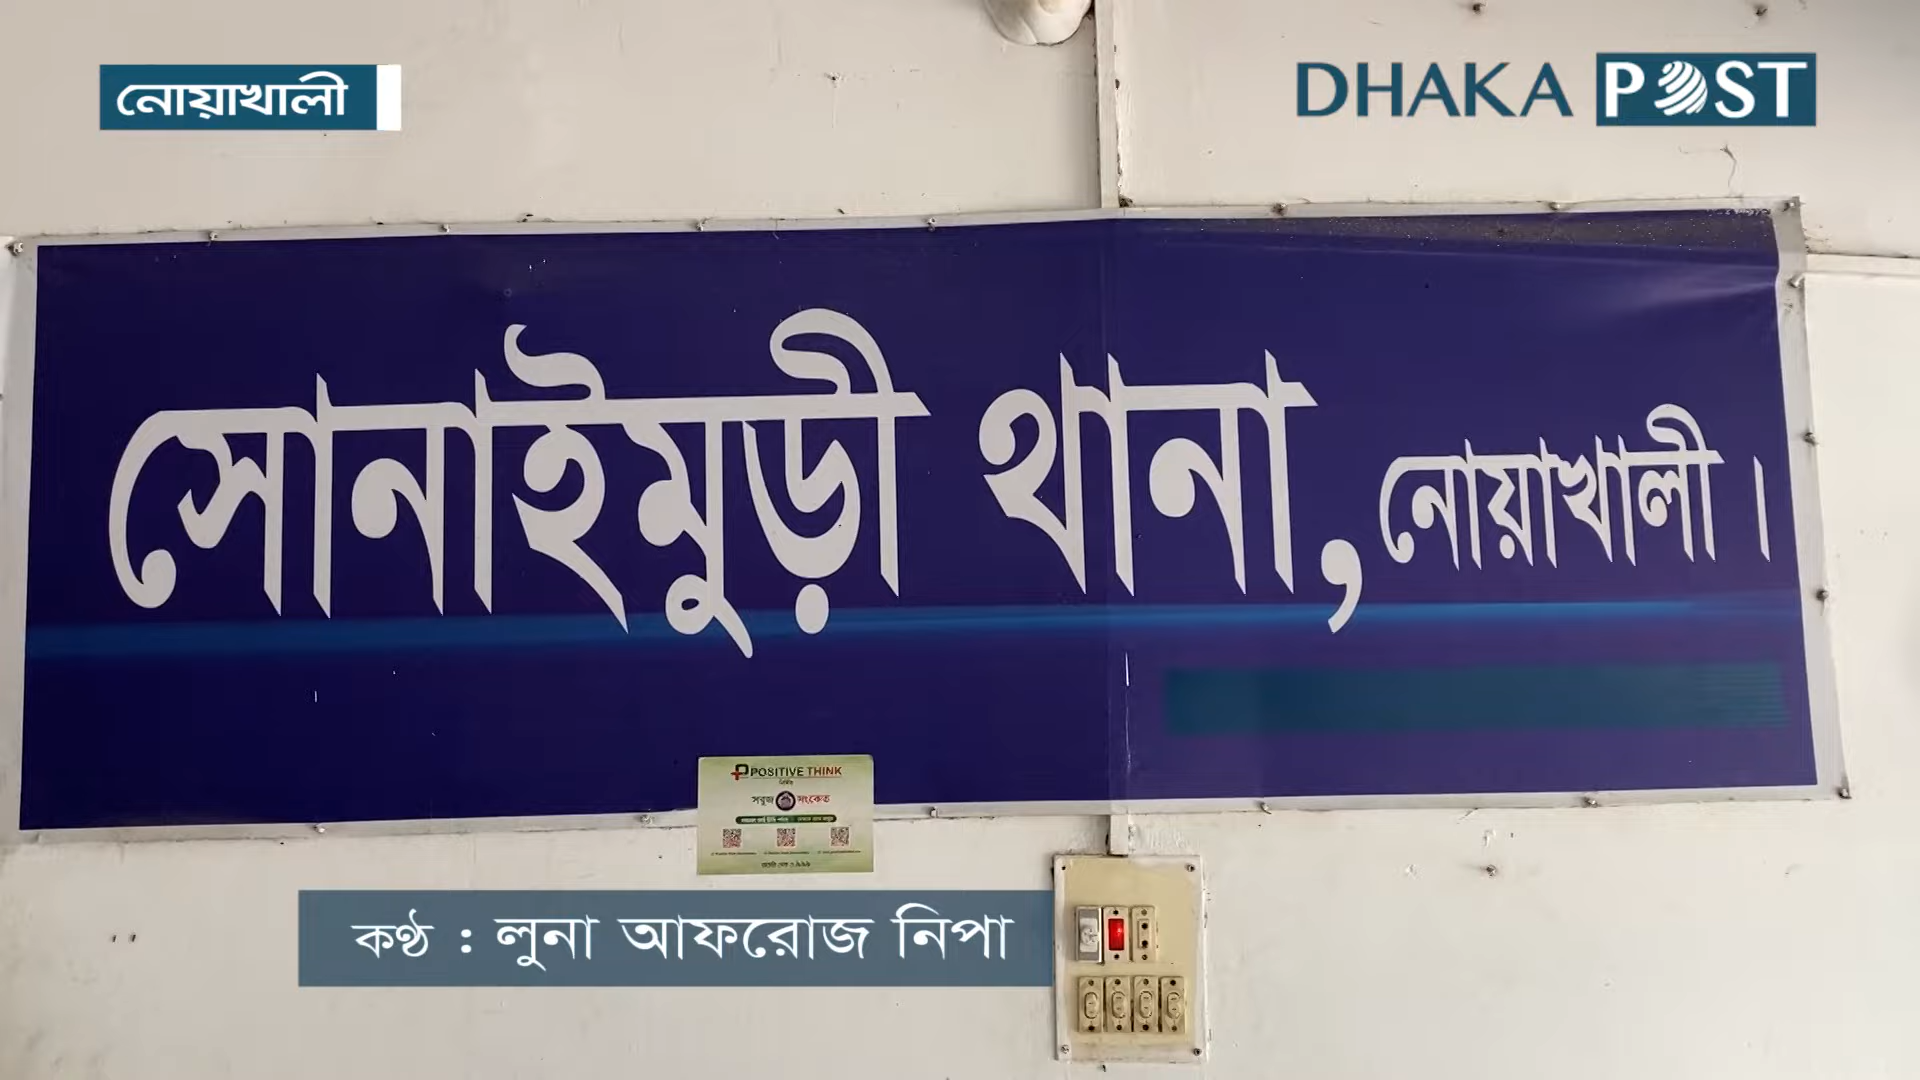 নোয়াখালী
DHAKA POST
সোনাইমুড়ী থানা, নোয়াখালী।
POSITIVE THINK
সবুজ সংকেত
কণ্ঠ : লুনা আফরোজ নিপা